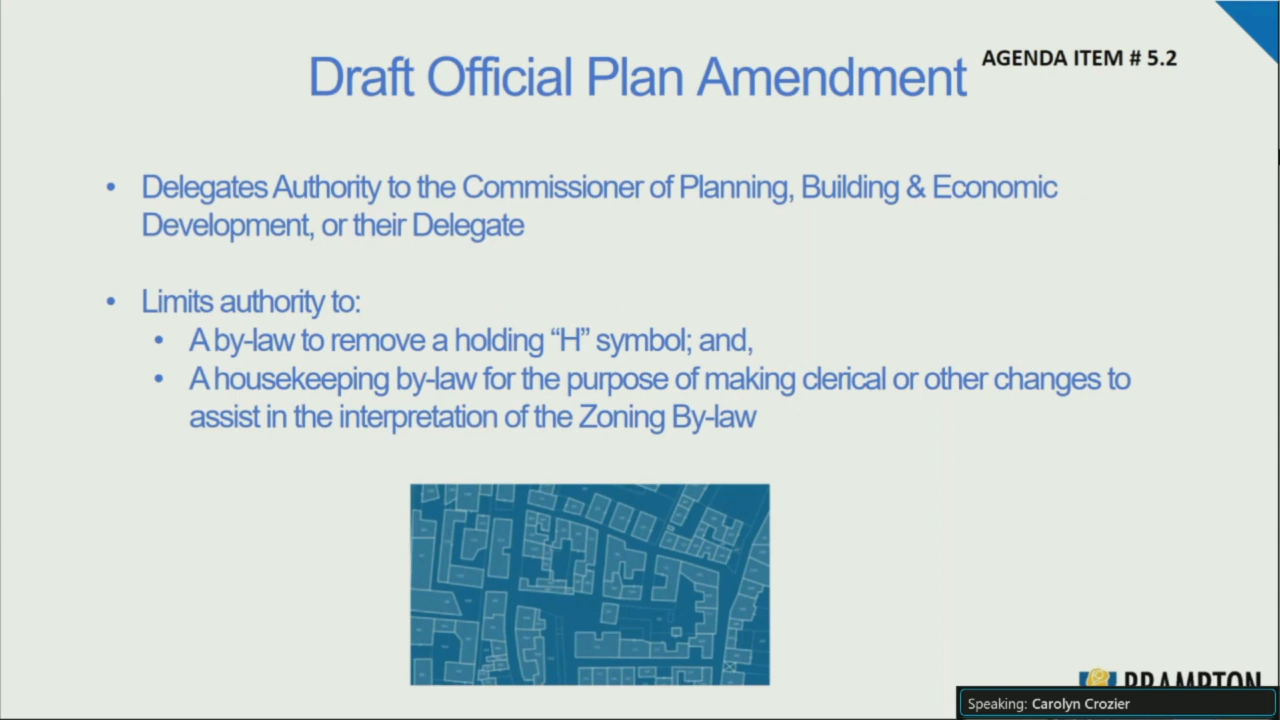 Draft Official Plan Amendment
AGENDA ITEM # 5.2
• Delegates Authority to the Commissioner of Planning, Building & Economic
Development, or their Delegate
• Limits authority to:
• A by-law to remove a holding “H” symbol; and,
• A housekeeping by-law for the purpose of making clerical or other changes to
assist in the interpretation of the Zoning By-law
BRAMPTON
Speaking: Carolyn Crozier